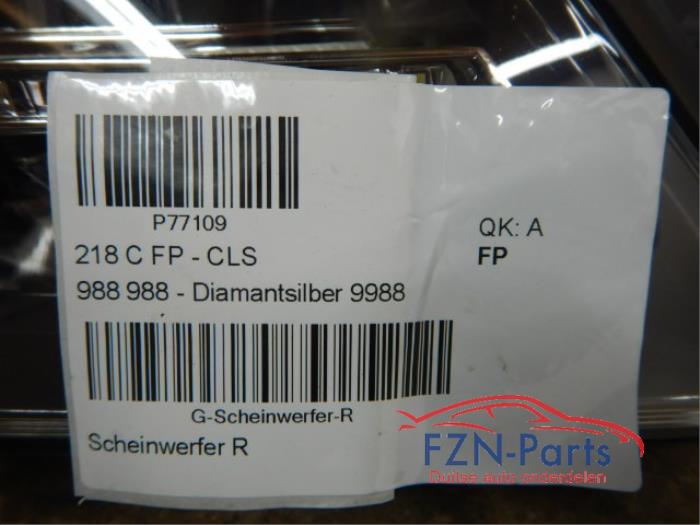 P77109
QK: A
218 C FP - CLS
FP
988 988 - Diamantsilber 9988
G-Scheinwerfer-R
Scheinwerfer R
FZN-Parts
Duitse auto onderdelen